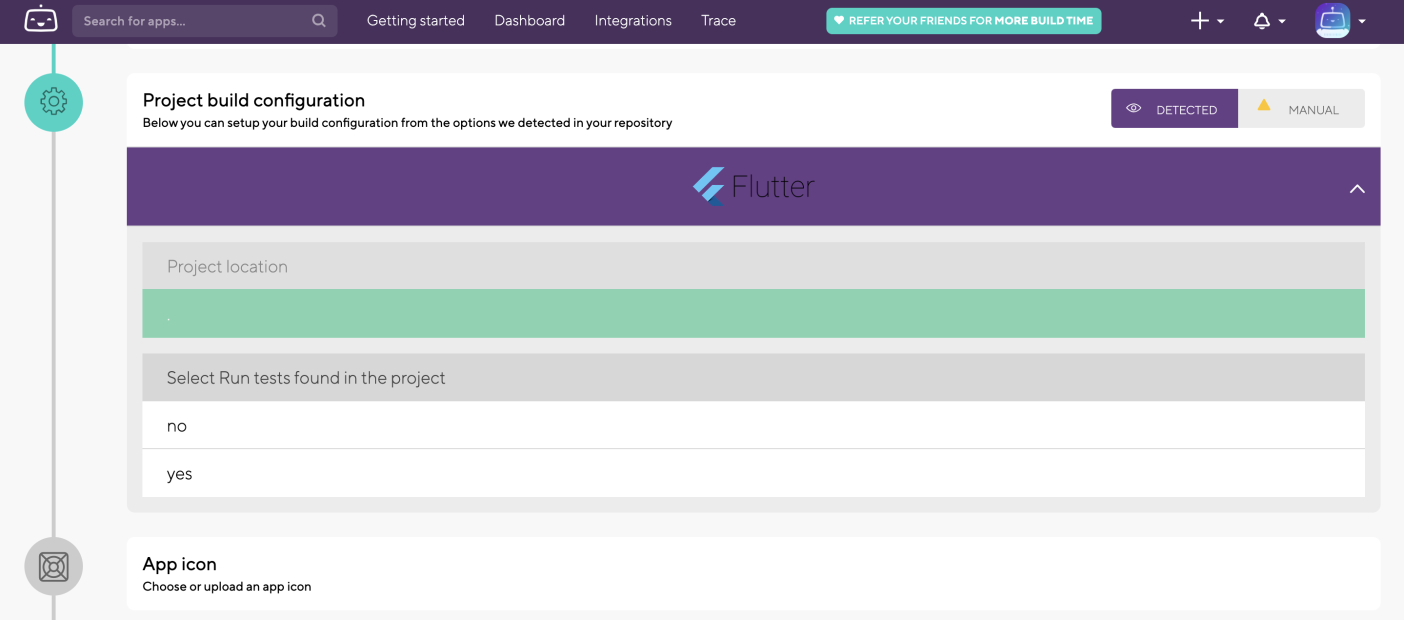 Search for apps...
Getting started
Dashboard
Integrations
Trace
REFER YOUR FRIENDS FOR MORE BUILD TIME
Project build configuration
Below you can setup your build configuration from the options we detected in your repository
DETECTED
MANUAL
Flutter
Project location
.
Select Run tests found in the project
no
yes
App icon
Choose or upload an app icon